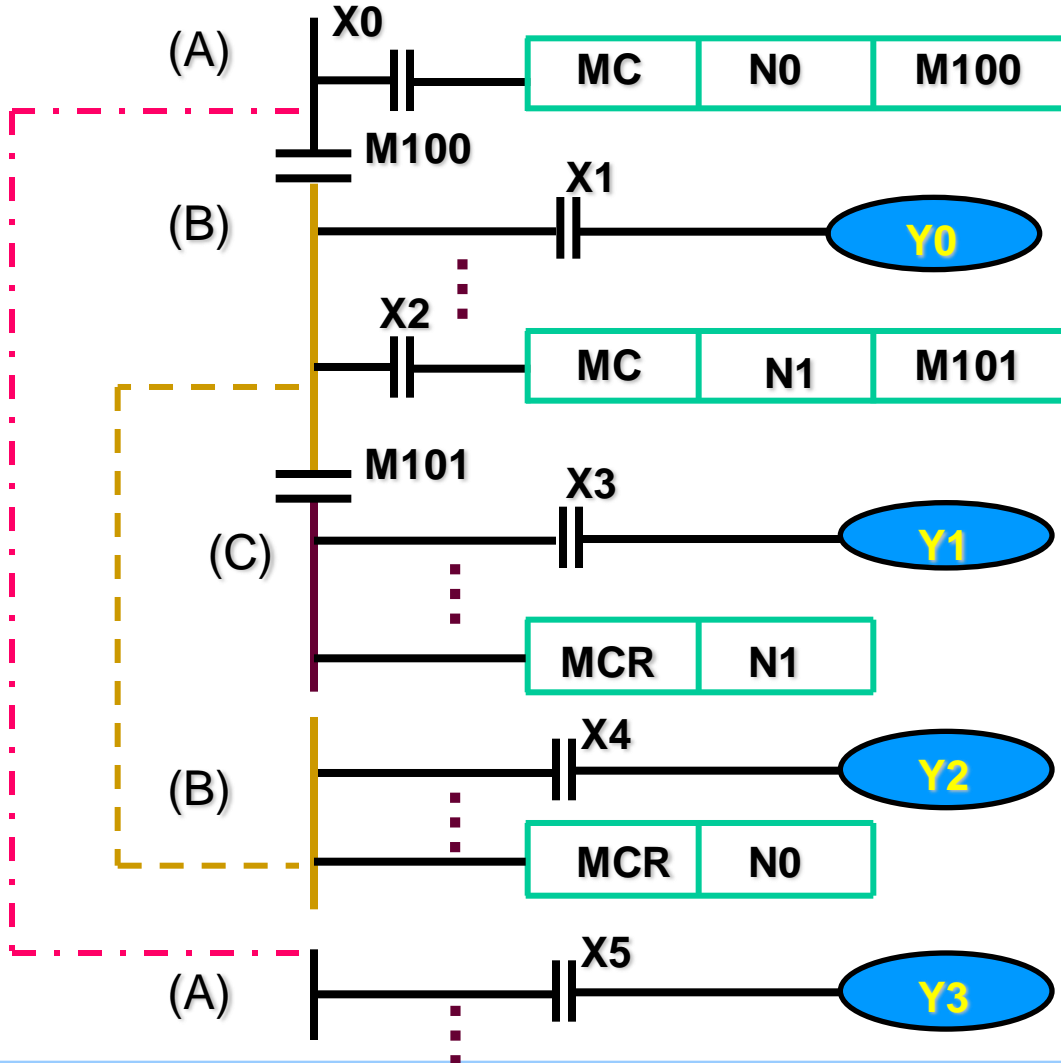 X0
(A) MC N0 M100
M100
X1
(B) Y0
X2
MC N1 M101
M101
X3
(C) Y1
MCR N1
X4
(B) Y2
MCR N0
X5
(A) Y3